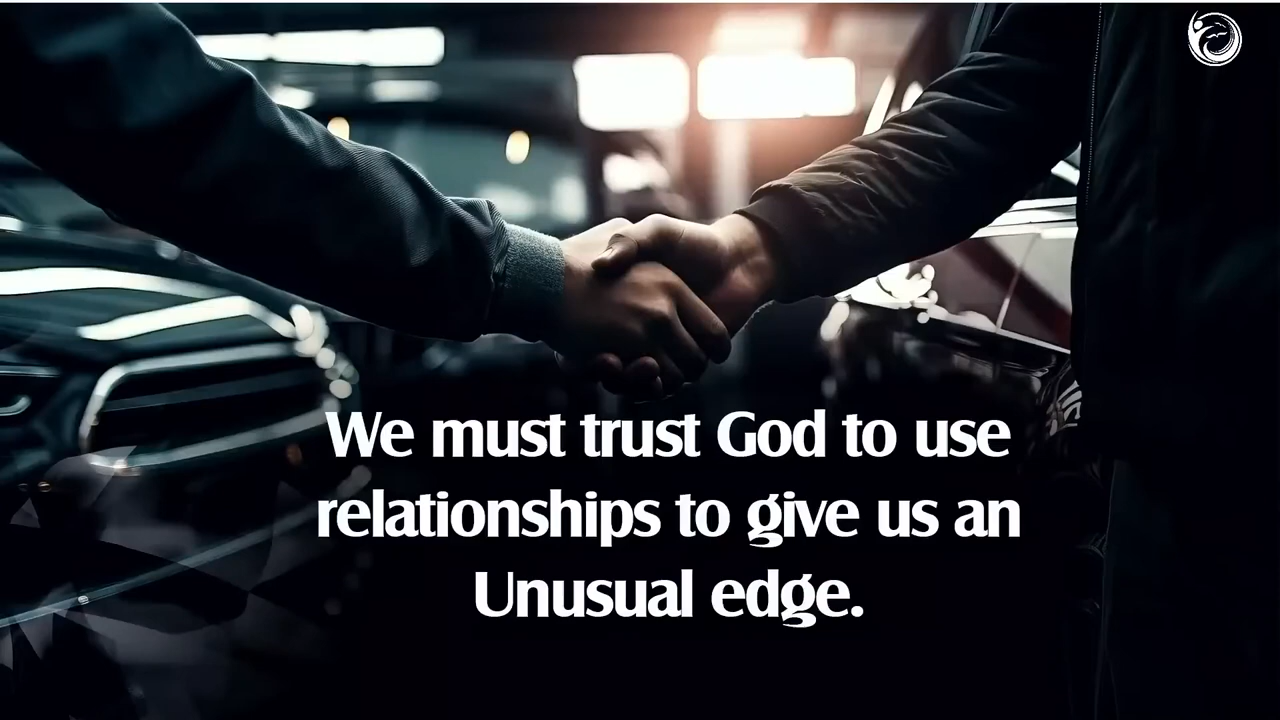 We must trust God to use
relationships to give us an
Unusual edge.